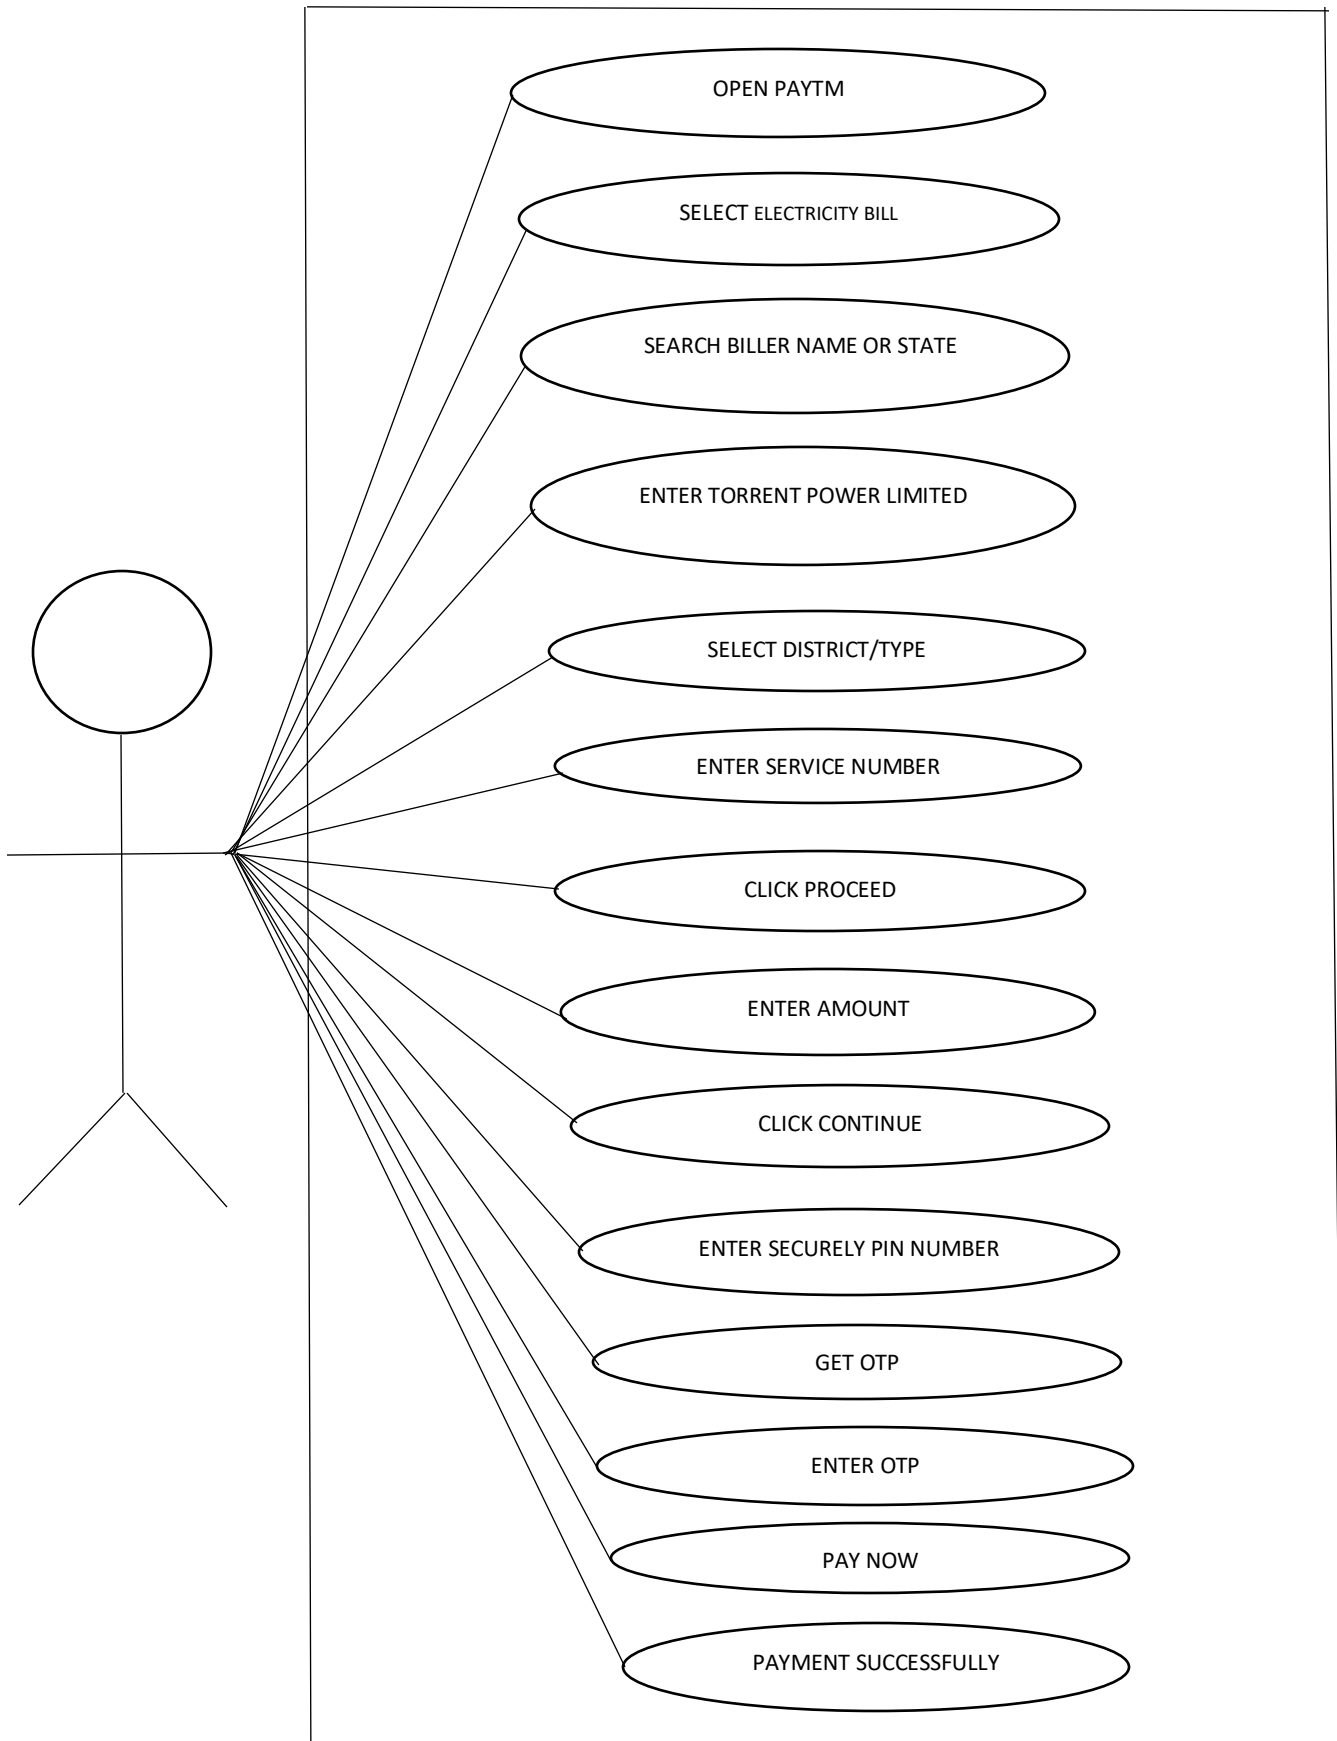 OPEN PAYTM
SELECT ELECTRICITY BILL
SEARCH BILLER NAME OR STATE
ENTER TORRENT POWER LIMITED
SELECT DISTRICT/TYPE
ENTER SERVICE NUMBER
CLICK PROCEED
ENTER AMOUNT
CLICK CONTINUE
ENTER SECURELY PIN NUMBER
GET OTP
ENTER OTP
PAY NOW
PAYMENT SUCCESSFULLY